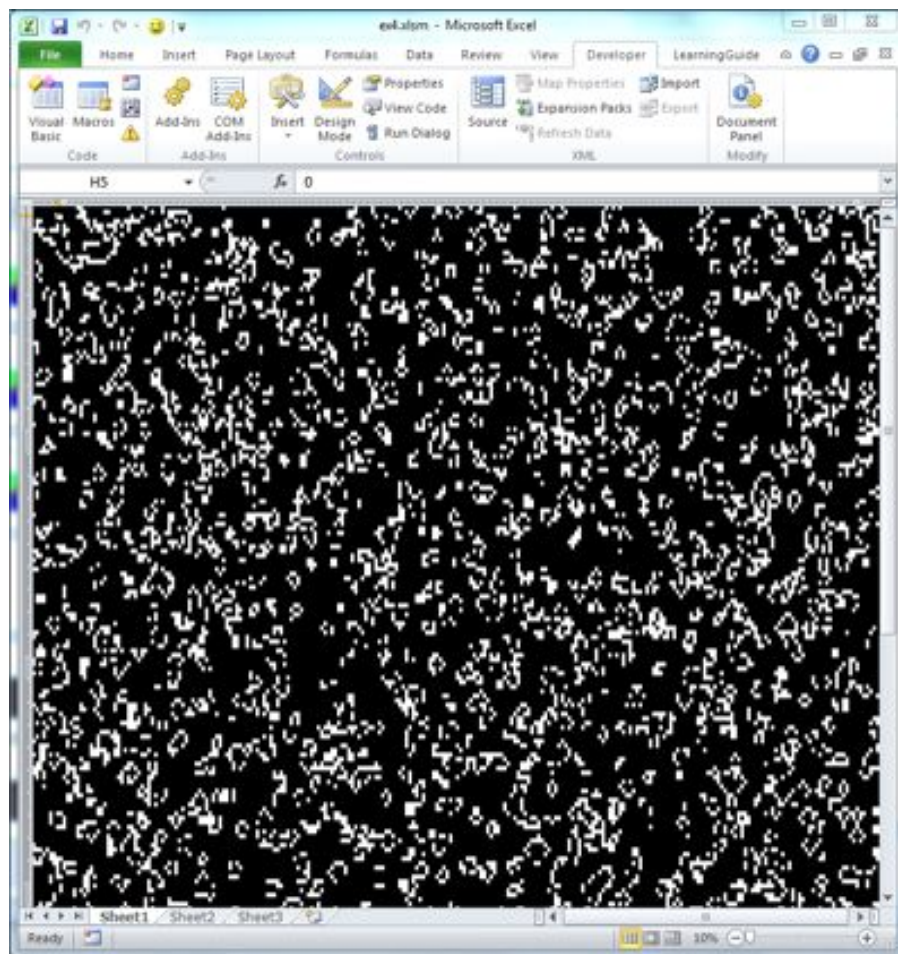 ex4.xlsm - Microsoft Excel
File Home Insert Page Layout Formulas Data Review View Developer LearningGuide
Visual Basic Macros Add-Ins COM Add-Ins Insert Design Mode Properties View Code Run Dialog Source Map Properties Expansion Packs Refresh Data Import Export Document Panel
Code Add-Ins Controls XML Modify
H5 fx 0
Sheet1 Sheet2 Sheet3
Ready 10%